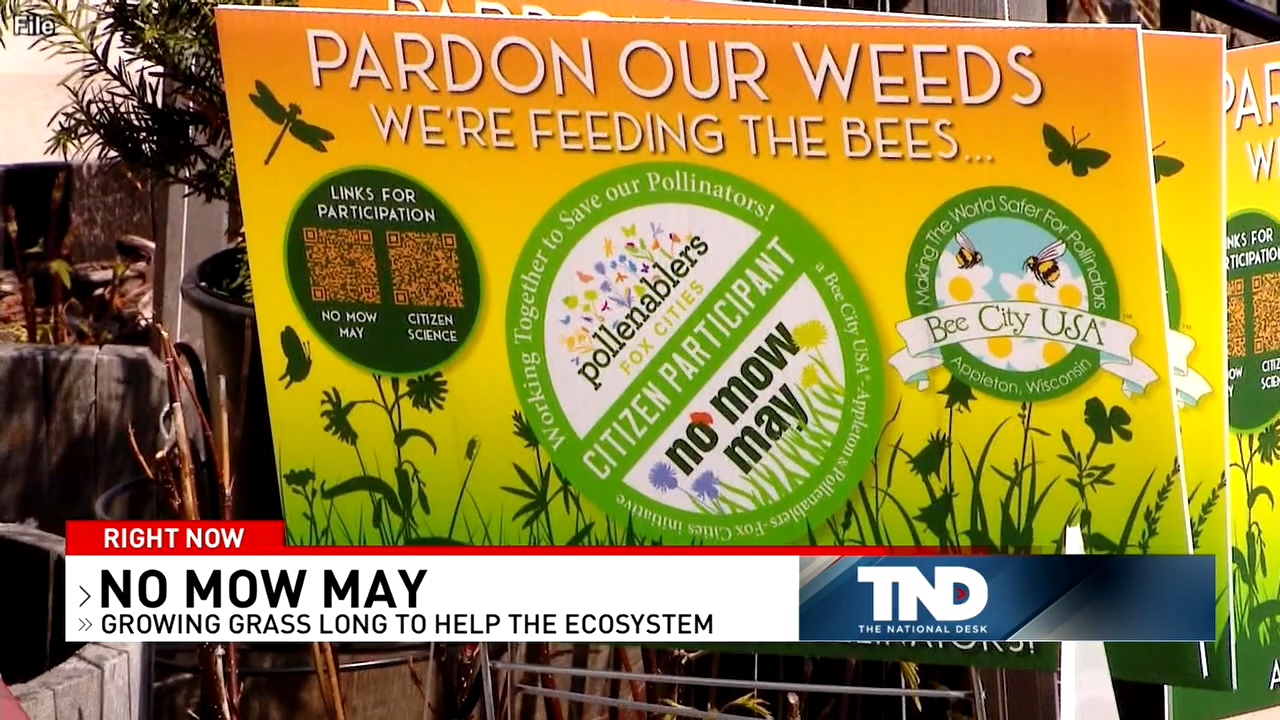 File
PARDON OUR WEEDS
WE'RE FEEDING THE BEES...
LINKS FOR
PARTICIPATION
NO MOW
MAY
CITIZEN
SCIENCE
Working Together to Save our Pollinators!
pollenablers
FOX CITIES
CITIZEN PARTICIPANT
no mow
may
a Bee City USA® - Appleton & Pollenablers-Fox Cities initiative
Making The World Safer For Pollinators
Bee City USA®
™
Appleton, Wisconsin
RIGHT NOW
NO MOW MAY
GROWING GRASS LONG TO HELP THE ECOSYSTEM
TND
THE NATIONAL DESK